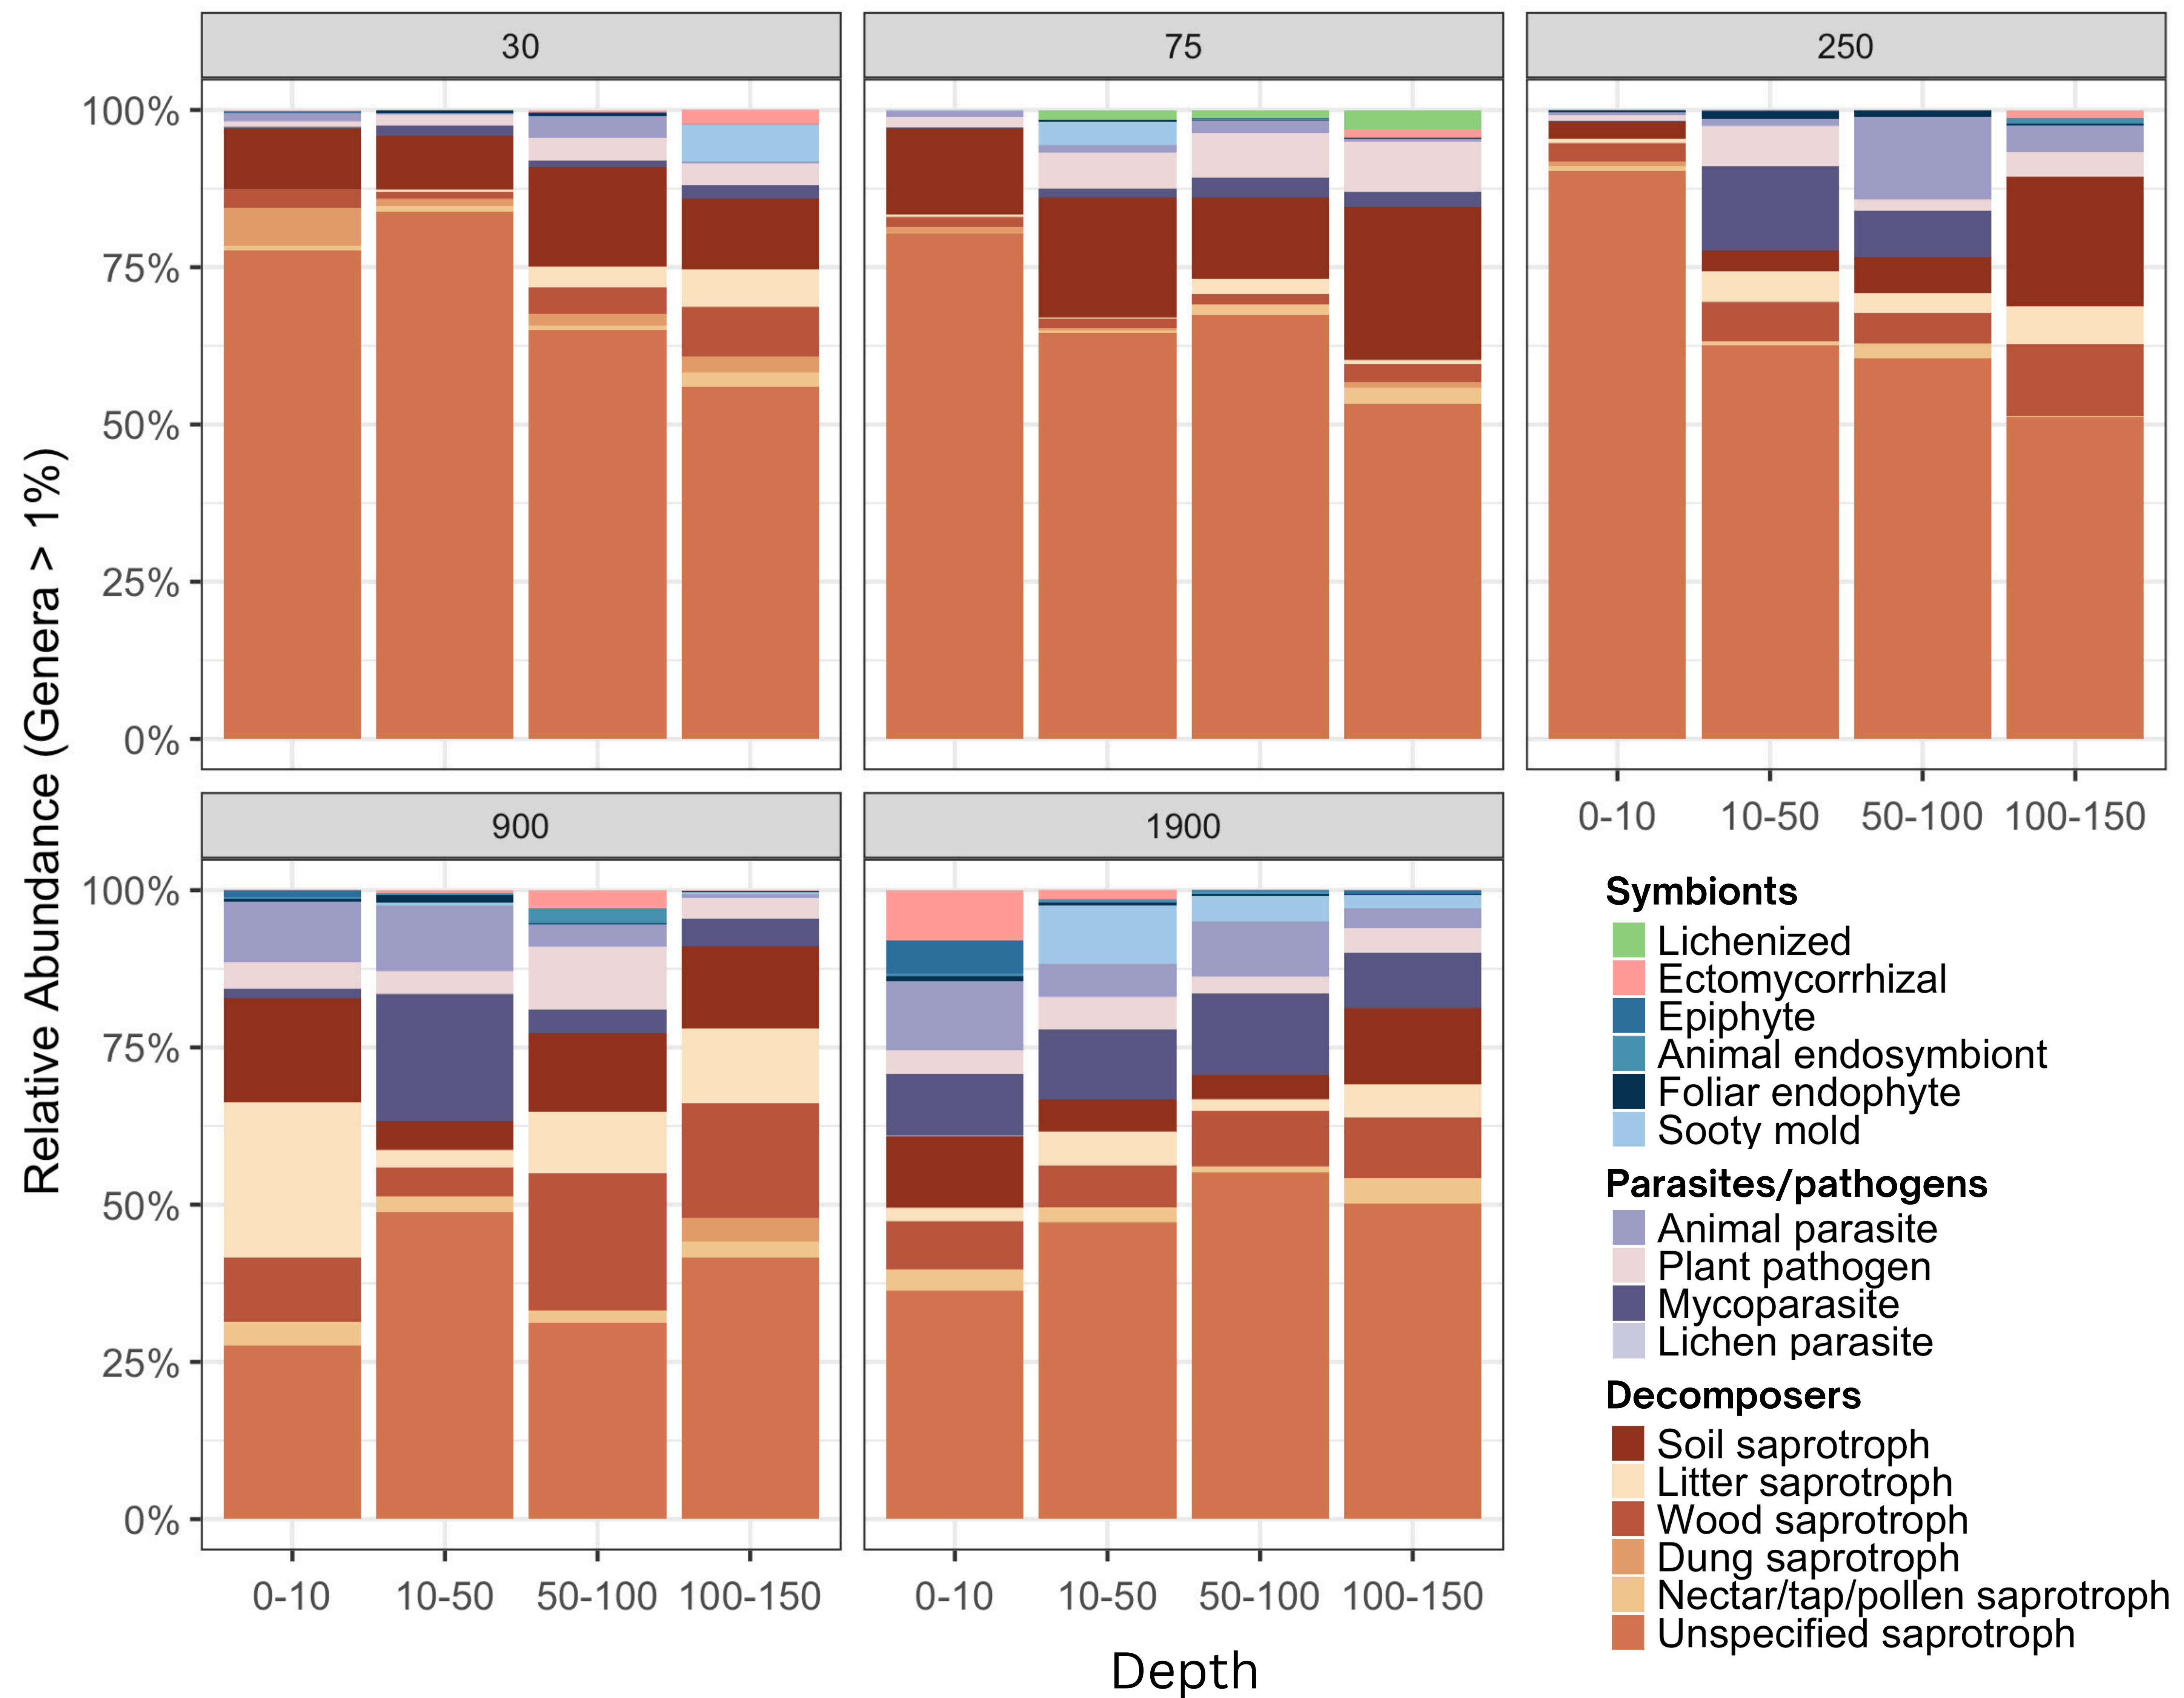 30
75
250
100%
75%
50%
25%
0%
Relative Abundance (Genera > 1%)
0-10
10-50
50-100
100-150
900
1900
100%
75%
50%
25%
0%
0-10
10-50
50-100
100-150
0-10
10-50
50-100
100-150
Depth
Symbionts
Lichenized
Ectomycorrhizal
Epiphyte
Animal endosymbiont
Foliar endophyte
Sooty mold
Parasites/pathogens
Animal parasite
Plant pathogen
Mycoparasite
Lichen parasite
Decomposers
Soil saprotroph
Litter saprotroph
Wood saprotroph
Dung saprotroph
Nectar/tap/pollen saprotroph
Unspecified saprotroph